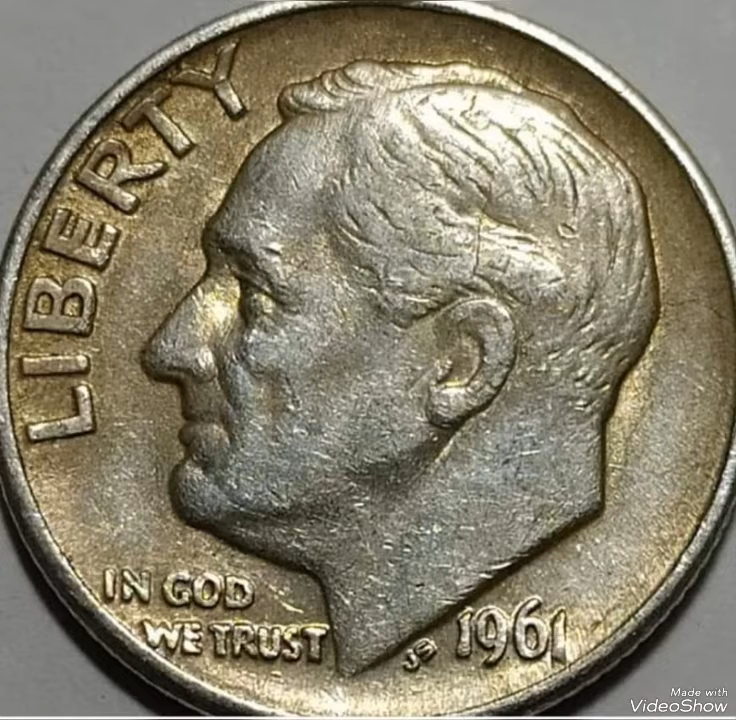 LIBERTY
IN GOD
WE TRUST
JS
1961
Made with
VideoShow